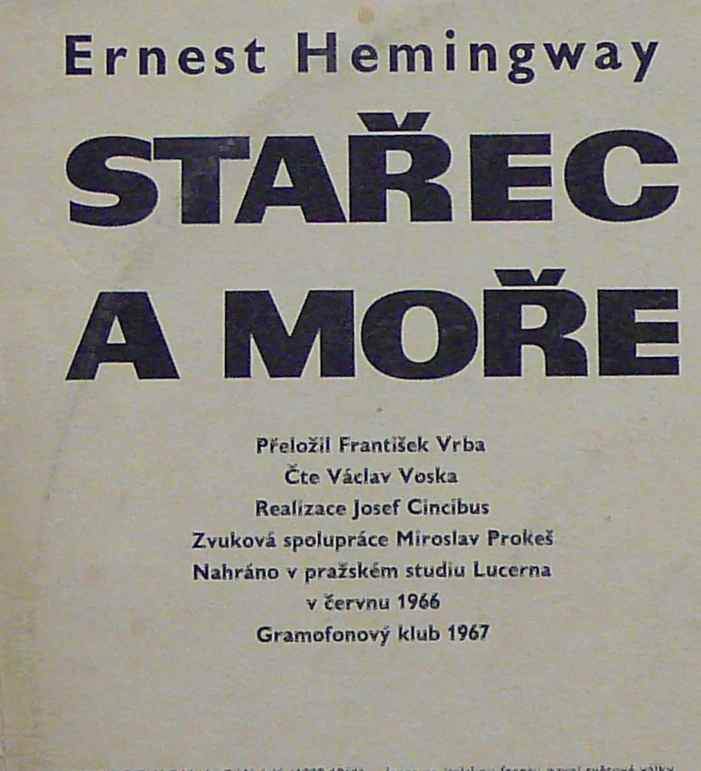 Ernest Hemingway
STAŘEC
A MOŘE
Přeložil František Vrba
Čte Václav Voska
Realizace Josef Cincibus
Zvuková spolupráce Miroslav Prokeš
Nahráno v pražském studiu Lucerna
v červnu 1966
Gramofonový klub 1967